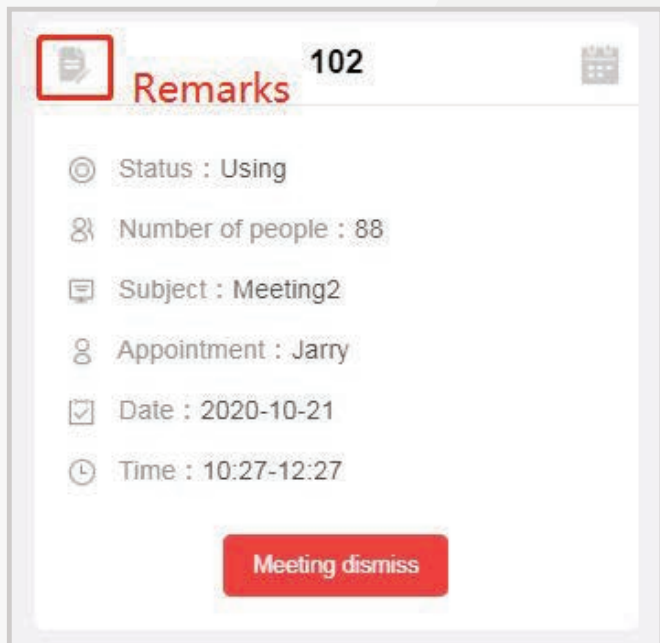 102
Remarks
Status : Using
Number of people : 88
Subject : Meeting2
Appointment : Jarry
Date : 2020-10-21
Time : 10:27-12:27
Meeting dismiss